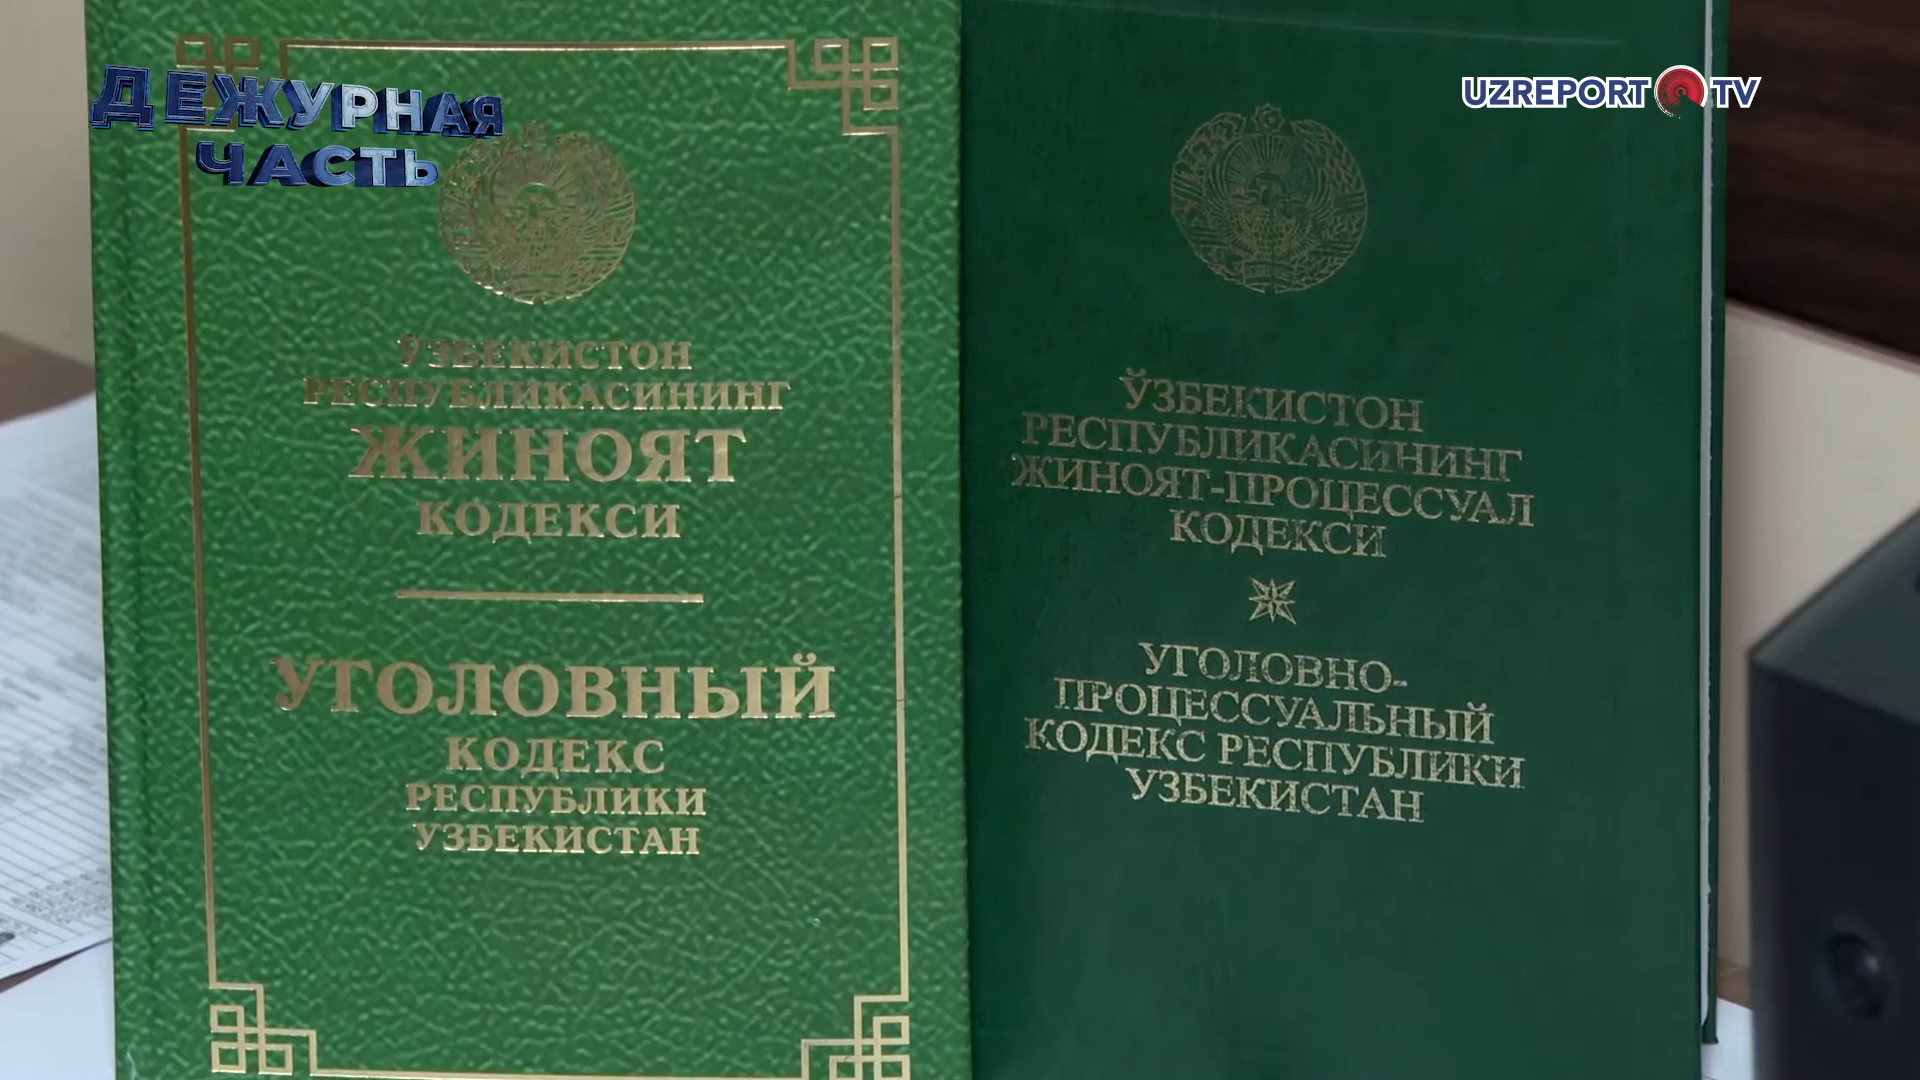 ДЕЖУРНАЯ
ЧАСТЬ
UZREPORT TV
ЎЗБЕКИСТОН
РЕСПУБЛИКАСИНИНГ
ЖИНОЯТ
КОДЕКСИ
УГОЛОВНЫЙ
КОДЕКС
РЕСПУБЛИКИ
УЗБЕКИСТАН
ЎЗБЕКИСТОН
РЕСПУБЛИКАСИНИНГ
ЖИНОЯТ-ПРОЦЕССУАЛ
КОДЕКСИ
УГОЛОВНО-
ПРОЦЕССУАЛЬНЫЙ
КОДЕКС РЕСПУБЛИКИ
УЗБЕКИСТАН